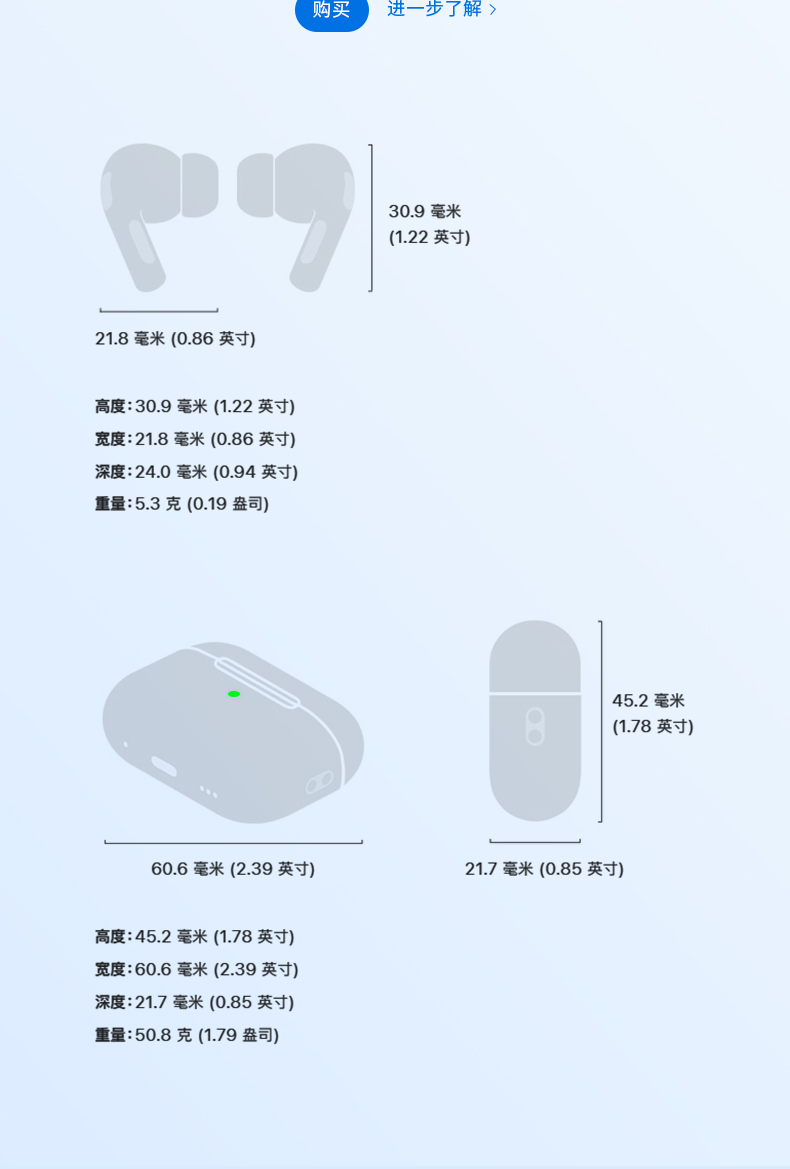 购买 进一步了解 >
30.9 毫米
(1.22 英寸)
21.8 毫米 (0.86 英寸)
高度：30.9 毫米 (1.22 英寸)
宽度：21.8 毫米 (0.86 英寸)
深度：24.0 毫米 (0.94 英寸)
重量：5.3 克 (0.19 盎司)
45.2 毫米
(1.78 英寸)
60.6 毫米 (2.39 英寸)
21.7 毫米 (0.85 英寸)
高度：45.2 毫米 (1.78 英寸)
宽度：60.6 毫米 (2.39 英寸)
深度：21.7 毫米 (0.85 英寸)
重量：50.8 克 (1.79 盎司)